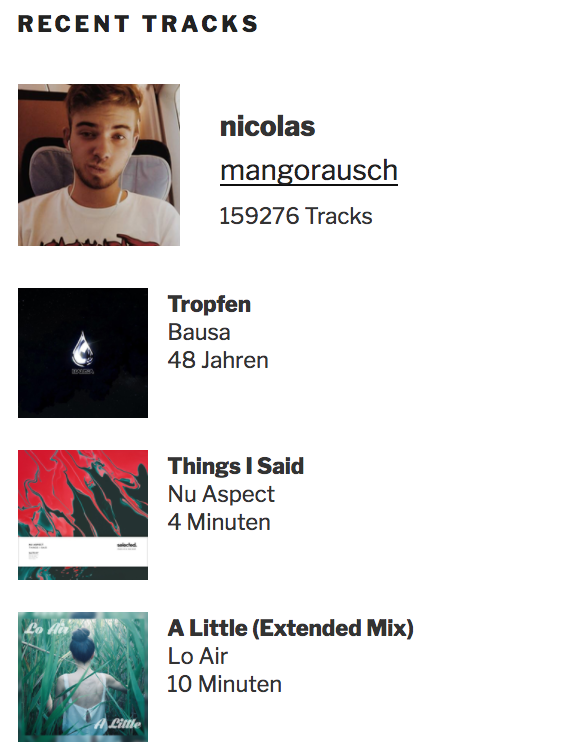 RECENT TRACKS
nicolas
mangorausch
159276 Tracks
Tropfen
Bausa
48 Jahren
Things I Said
Nu Aspect
4 Minuten
selected.
A Little (Extended Mix)
Lo Air
10 Minuten
Lo Air
A Little